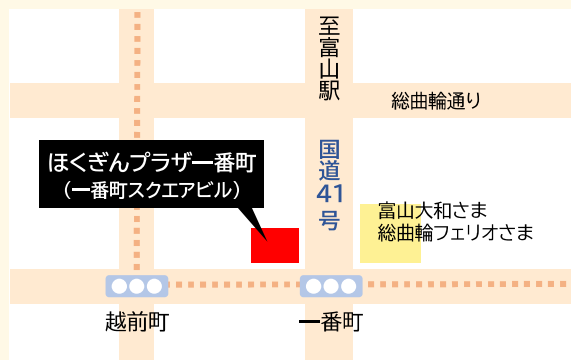 至富山駅
総曲輪通り
ほくぎんプラザ一番町
（一番町スクエアビル）
国道41号
富山大和さま
総曲輪フェリオさま
越前町
一番町